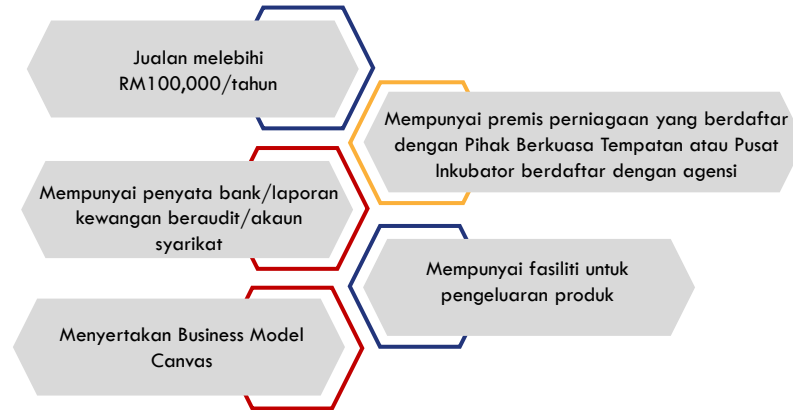 Jualan melebihi
RM100,000/tahun
Mempunyai premis perniagaan yang berdaftar
dengan Pihak Berkuasa Tempatan atau Pusat
Inkubator berdaftar dengan agensi
Mempunyai penyata bank/laporan
kewangan beraudit/akaun
syarikat
Mempunyai fasiliti untuk
pengeluaran produk
Menyertakan Business Model
Canvas